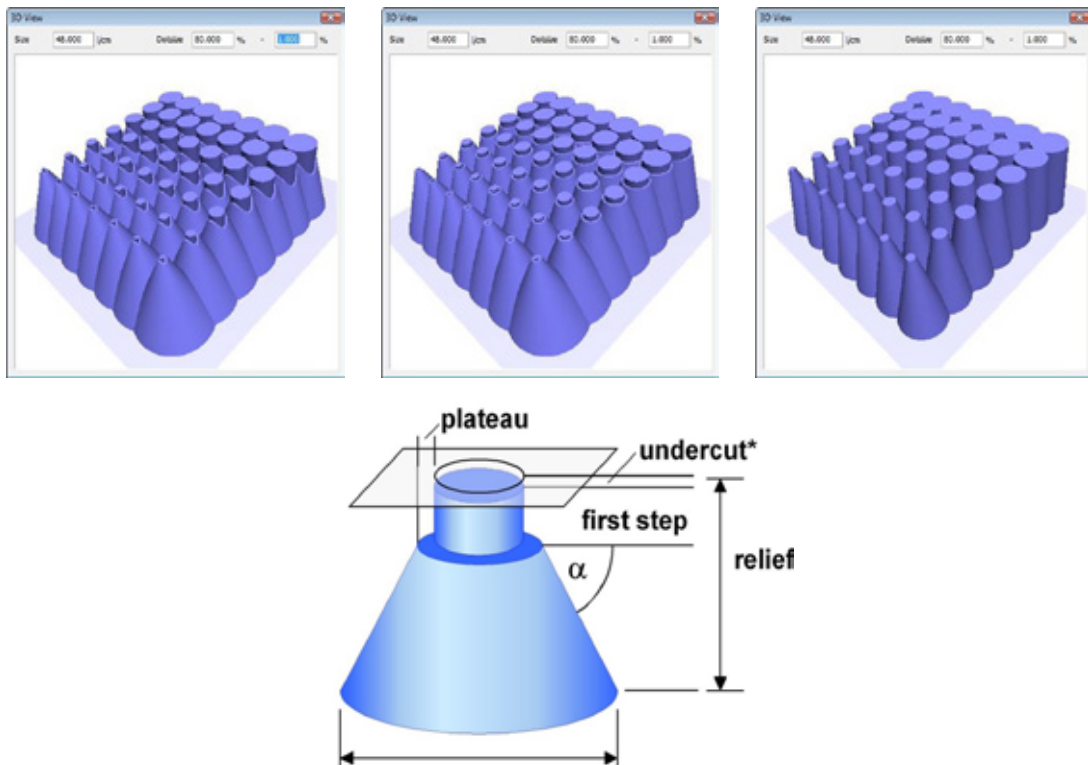 3D View
Size 48.000 l/cm Dotsize 80.000 % - 1.000 %
3D View
Size 48.000 l/cm Dotsize 80.000 % - 1.000 %
3D View
Size 48.000 l/cm Dotsize 80.000 % - 1.000 %
plateau
undercut*
first step
α
relief